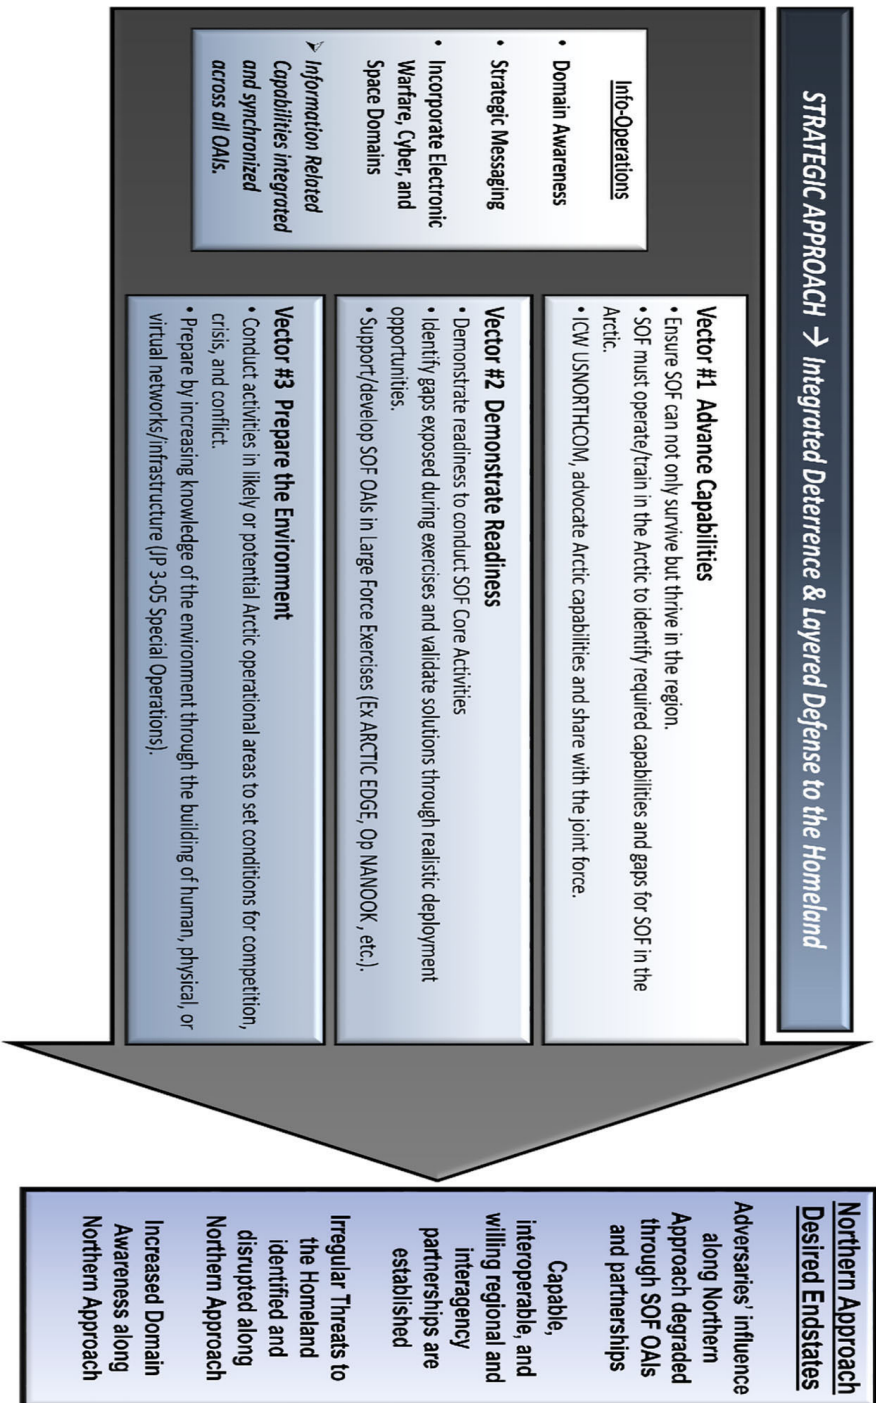 STRATEGIC APPROACH → Integrated Deterrence & Layered Defense to the Homeland
Info-Operations
• Domain Awareness
• Strategic Messaging
• Incorporate Electronic
Warfare, Cyber, and
Space Domains
➢ Information Related
Capabilities integrated
and synchronized
across all OAIs.
Vector #1 Advance Capabilities
• Ensure SOF can not only survive but thrive in the region.
• SOF must operate/train in the Arctic to identify required capabilities and gaps for SOF in the
Arctic.
• ICW USNORTHCOM, advocate Arctic capabilities and share with the joint force.
Vector #2 Demonstrate Readiness
• Demonstrate readiness to conduct SOF Core Activities
• Identify gaps exposed during exercises and validate solutions through realistic deployment
opportunities.
• Support/develop SOF OAIs in Large Force Exercises (Ex ARCTIC EDGE, Op NANOOK , etc.).
Vector #3 Prepare the Environment
• Conduct activities in likely or potential Arctic operational areas to set conditions for competition,
crisis, and conflict.
• Prepare by increasing knowledge of the environment through the building of human, physical, or
virtual networks/infrastructure (JP 3-05 Special Operations).
Northern Approach
Desired Endstates
Adversaries' influence
along Northern
Approach degraded
through SOF OAIs
and partnerships
Capable,
interoperable, and
willing regional and
interagency
partnerships are
established
Irregular Threats to
the Homeland
identified and
disrupted along
Northern Approach
Increased Domain
Awareness along
Northern Approach